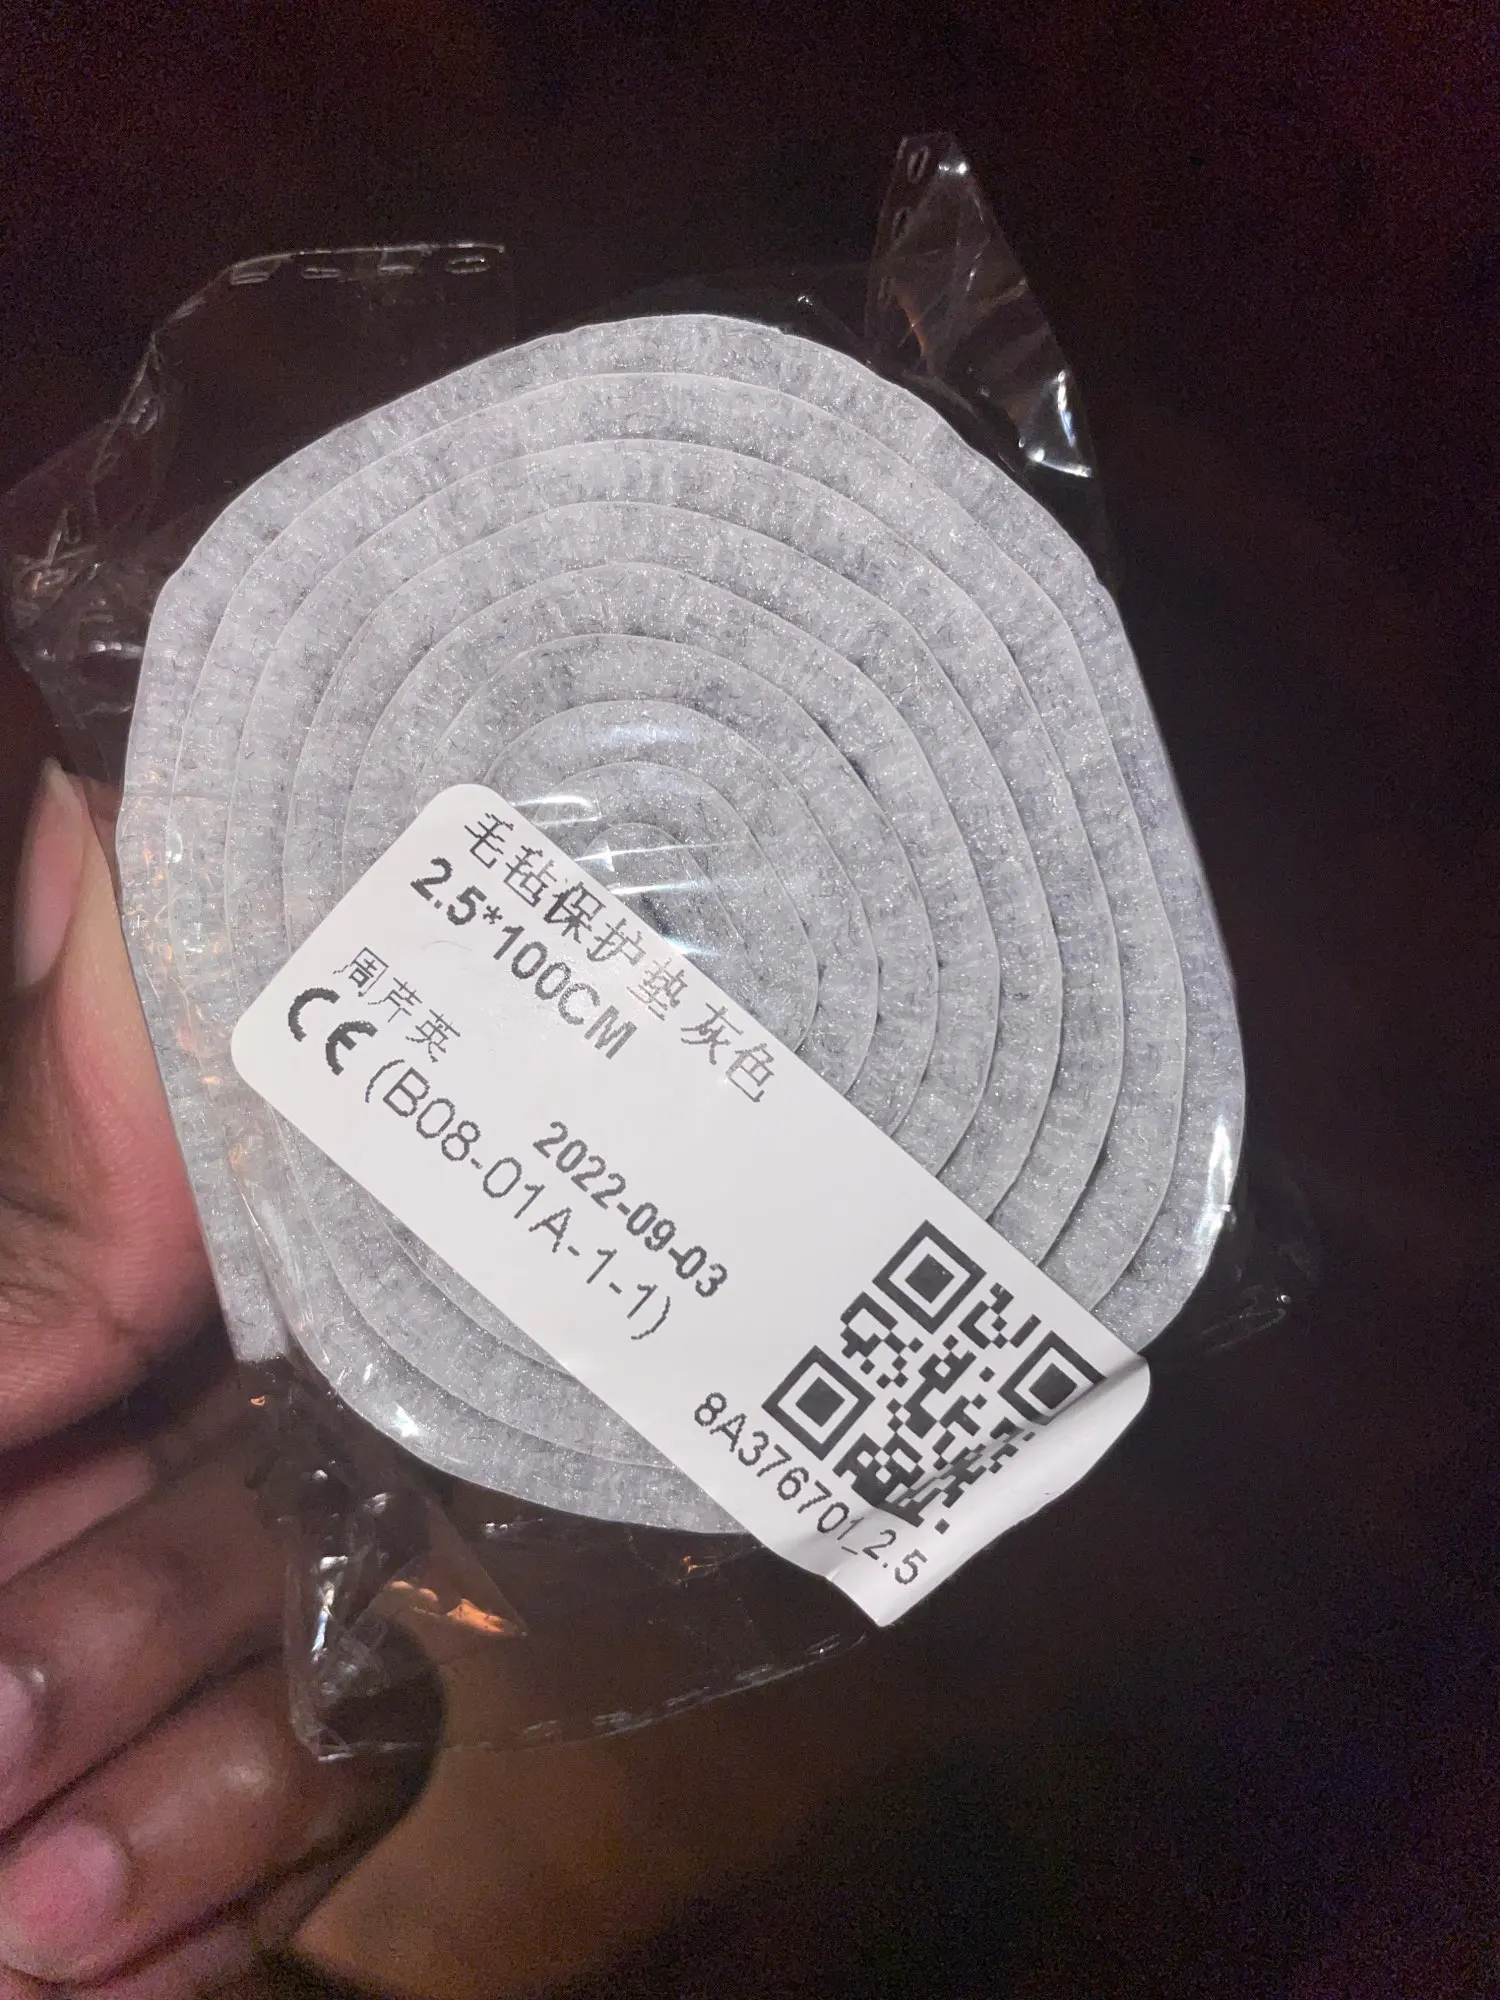 毛毡保护垫 灰色
2.5*100CM
周芹英
CE
2022-09-03
(B08-01A-1-1)
8A376701_2.5